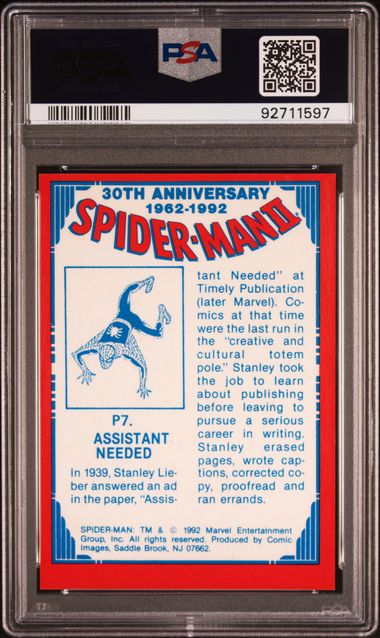 PSA
PSA
92711597
30TH ANNIVERSARY
1962-1992
SPIDER-MAN II
P7.
ASSISTANT
NEEDED
In 1939, Stanley Lie-
ber answered an ad
in the paper, "Assis-
tant Needed" at
Timely Publication
(later Marvel). Co-
mics at that time
were the last run in
the "creative and
cultural totem
pole." Stanley took
the job to learn
about publishing
before leaving to
pursue a serious
career in writing.
Stanley erased
pages, wrote cap-
tions, corrected co-
py, proofread and
ran errands.
SPIDER-MAN: TM & © 1992 Marvel Entertainment
Group, Inc. All rights reserved. Produced by Comic
Images, Saddle Brook, NJ 07662.